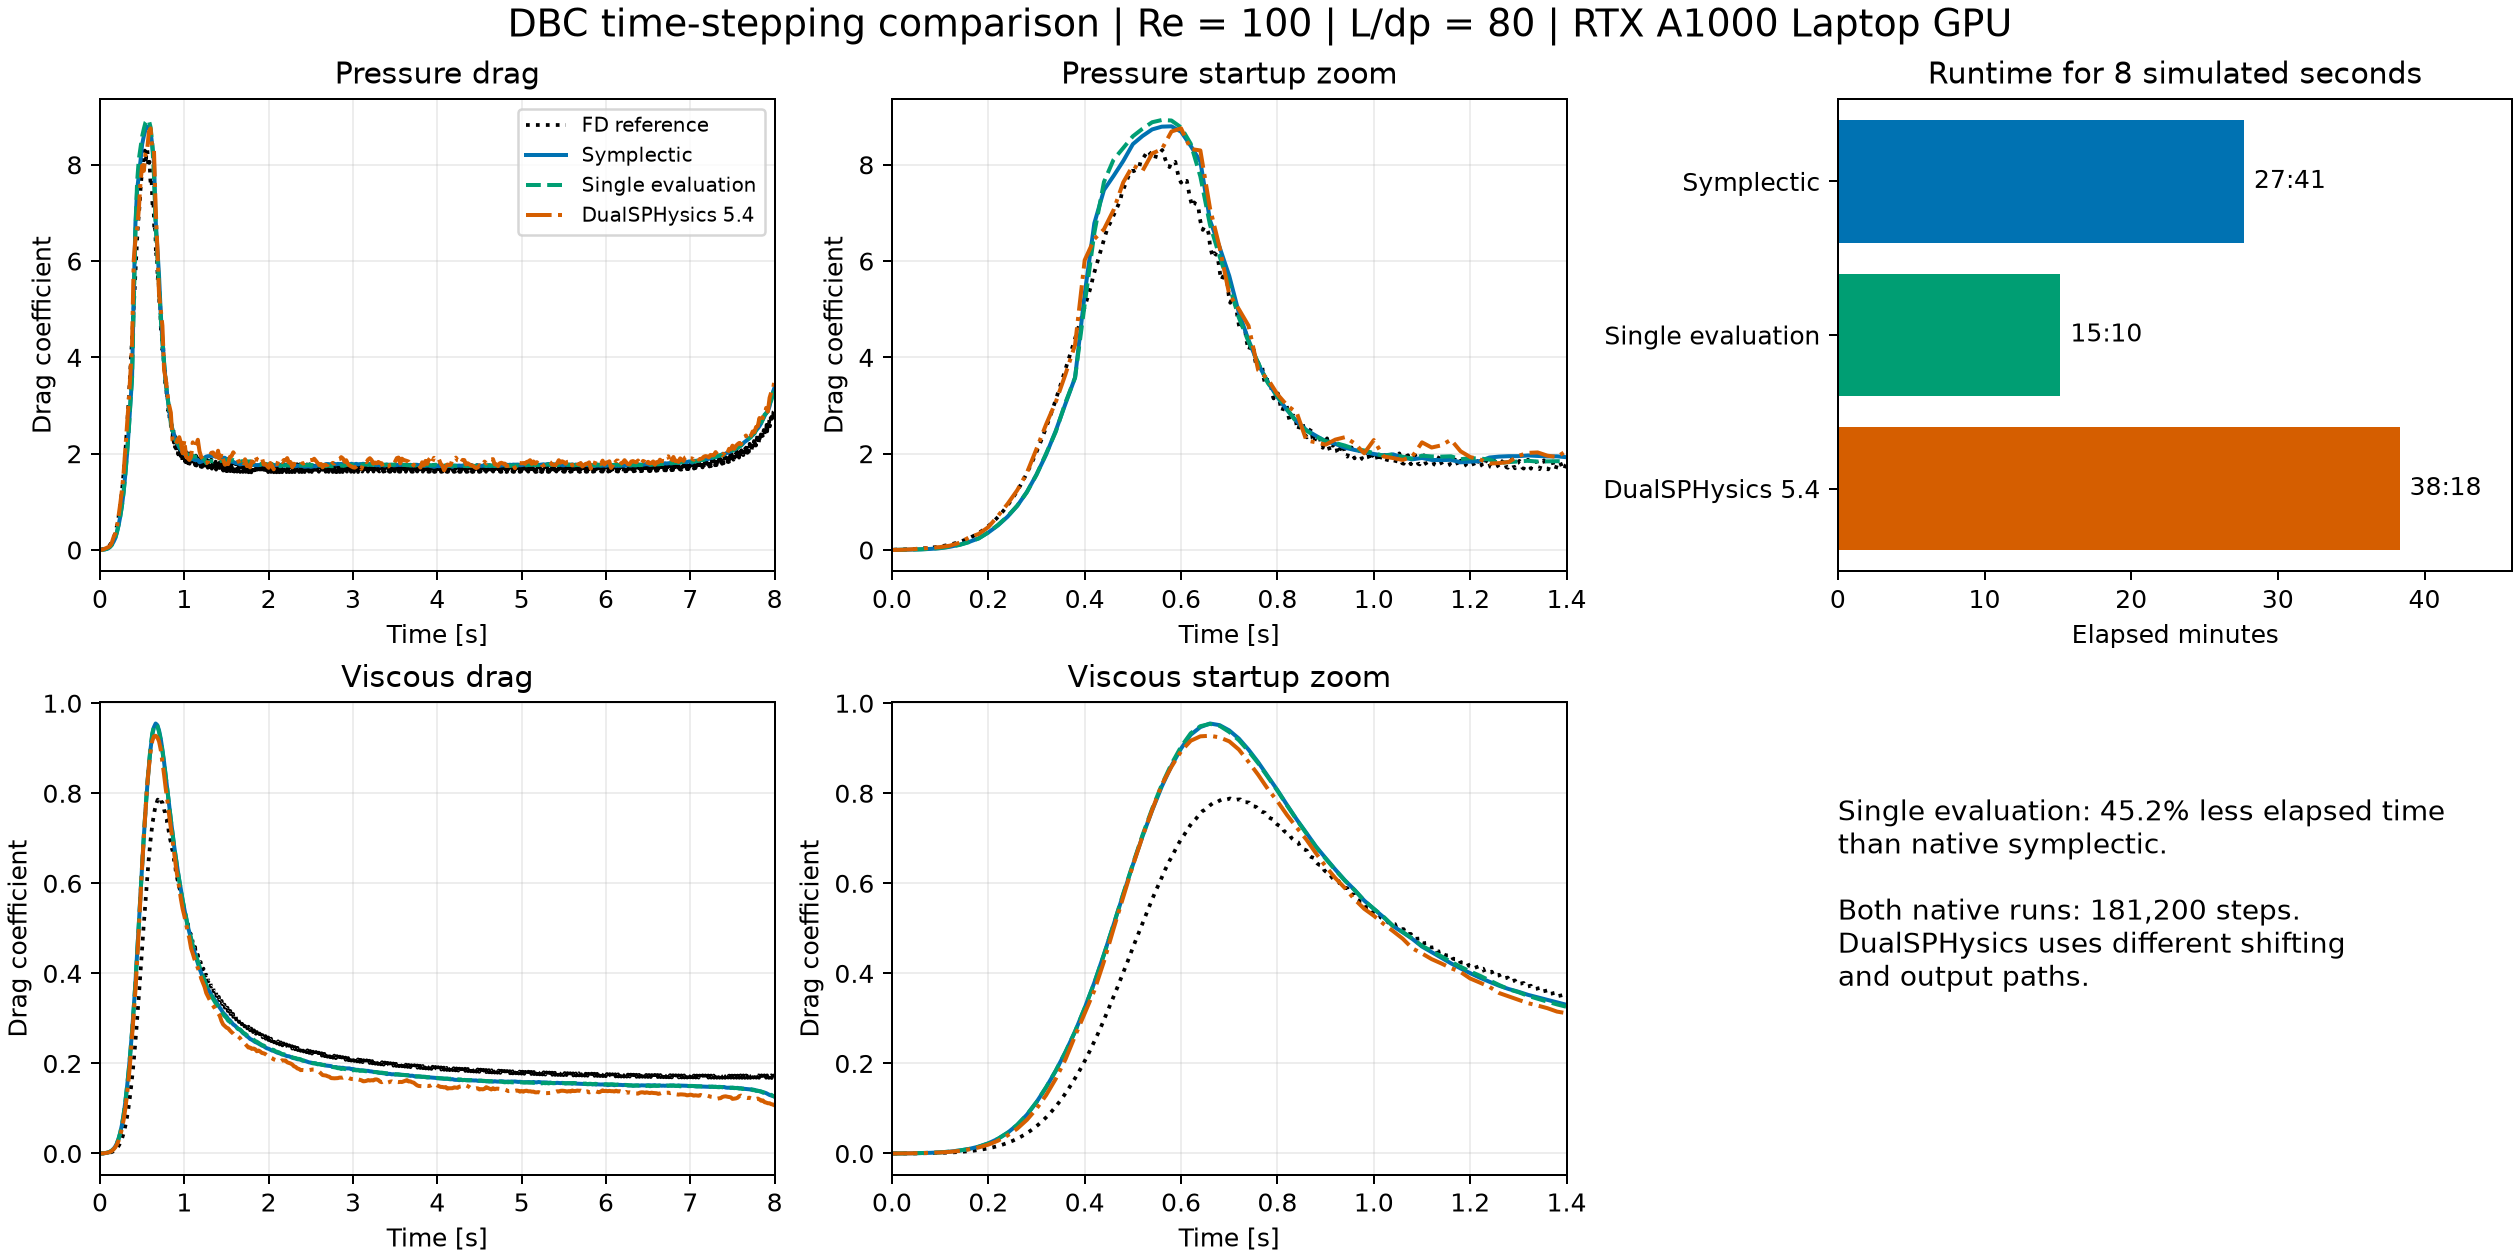 DBC time-stepping comparison | Re = 100 | L/dp = 80 | RTX A1000 Laptop GPU
Pressure drag
Drag coefficient
8
6
4
2
0
FD reference
Symplectic
Single evaluation
DualSPHysics 5.4
0 1 2 3 4 5 6 7 8
Time [s]
Pressure startup zoom
Drag coefficient
8
6
4
2
0
0.0 0.2 0.4 0.6 0.8 1.0 1.2 1.4
Time [s]
Runtime for 8 simulated seconds
Symplectic 27:41
Single evaluation 15:10
DualSPHysics 5.4 38:18
0 10 20 30 40
Elapsed minutes
Viscous drag
Drag coefficient
1.0
0.8
0.6
0.4
0.2
0.0
0 1 2 3 4 5 6 7 8
Time [s]
Viscous startup zoom
Drag coefficient
1.0
0.8
0.6
0.4
0.2
0.0
0.0 0.2 0.4 0.6 0.8 1.0 1.2 1.4
Time [s]
Single evaluation: 45.2% less elapsed time
than native symplectic.
Both native runs: 181,200 steps.
DualSPHysics uses different shifting
and output paths.